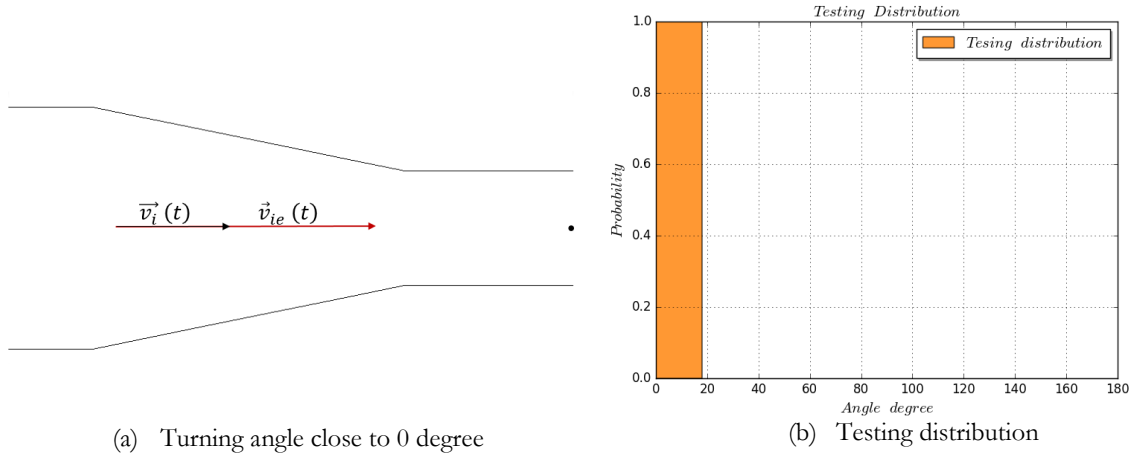 v⃗i (t)
v⃗ie (t)
(a) Turning angle close to 0 degree
Testing Distribution
Tesing distribution
Probability
1.0
0.8
0.6
0.4
0.2
0.0
0 20 40 60 80 100 120 140 160 180
Angle degree
(b) Testing distribution